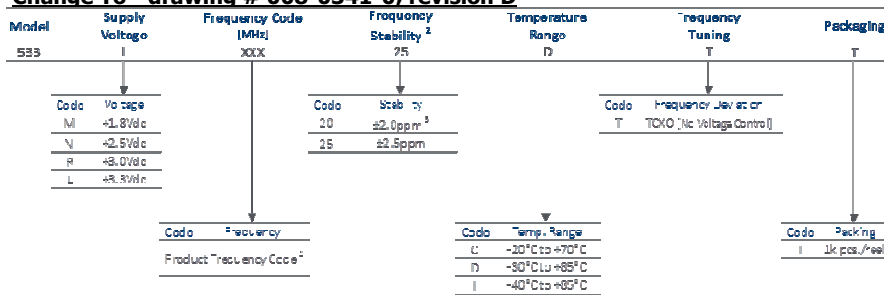 Change To - drawing # 008-0341-0/revision D
Model Supply Voltage Frequency Code (MHz) Frequency Stability 2 Temperature Range Frequency Tuning Packaging
533 L XXX 25 D T T
Code Voltage
M +1.8Vdc
N +2.5Vdc
R +3.0Vdc
L +3.3Vdc
Code Stability
20 ±2.0ppm 3
25 ±2.5ppm
Code Frequency Deviation
T TCXO [No Voltage Control]
Code Frequency
Product Frequency Code 1
Code Temp. Range
C -20°C to +70°C
D -30°C to +85°C
I -40°C to +85°C
Code Packing
T 1k pcs./reel